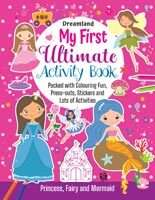 Dreamland
My First
Ultimate
Activity Book
Packed with Colouring Fun,
Press-outs, Stickers and
Lots of Activities
Princess, Fairy and Mermaid